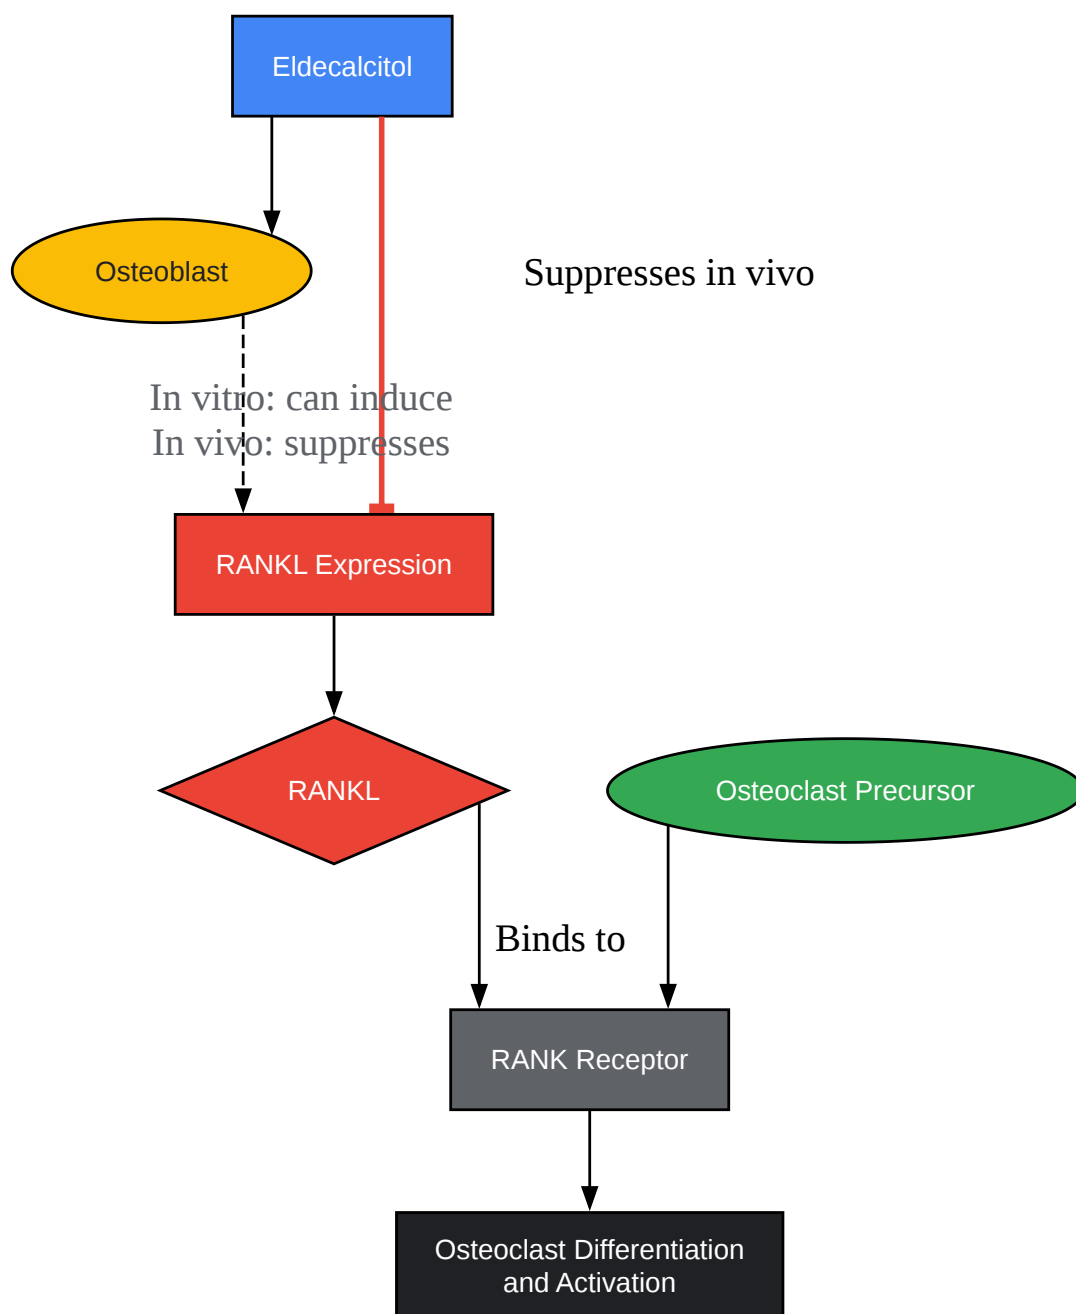 Eldecalcitol
Osteoblast
Suppresses in vivo
In vitro: can induce
In vivo: suppresses
RANKL Expression
RANKL
Osteoclast Precursor
Binds to
RANK Receptor
Osteoclast Differentiation
and Activation